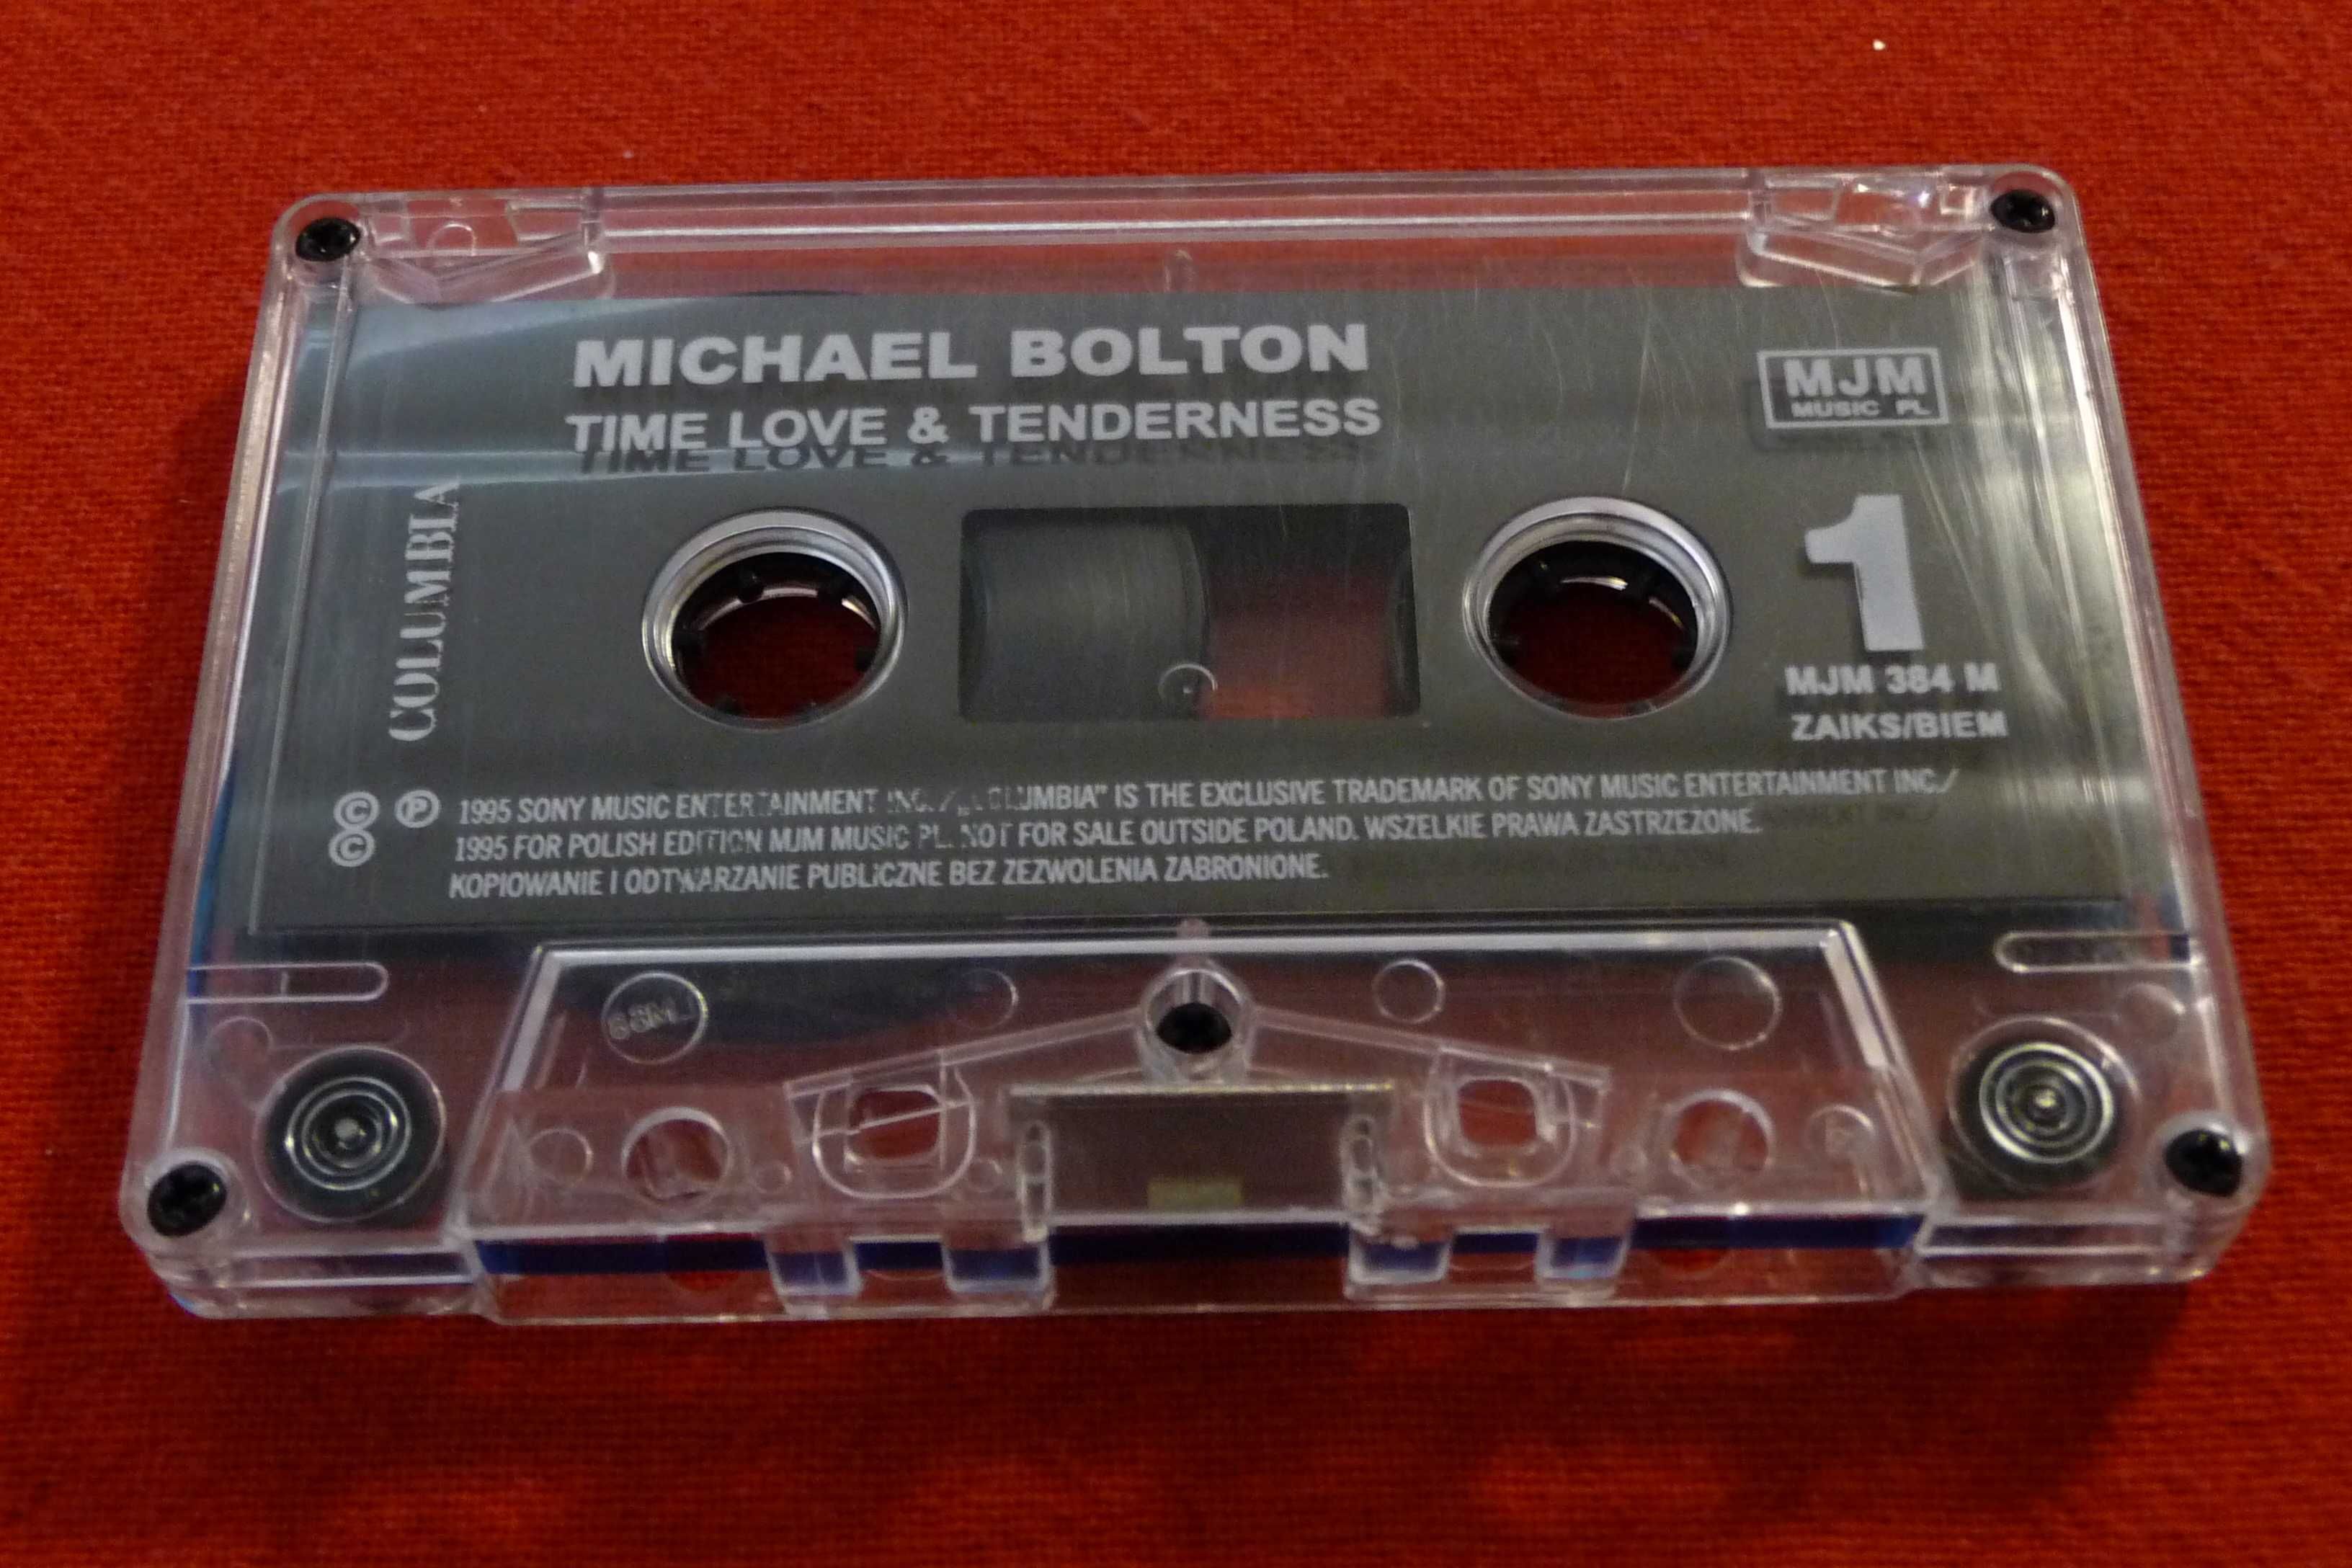 MICHAEL BOLTON
TIME LOVE & TENDERNESS
MJM
MUSIC PL
COLUMBIA
1
MJM 384 M
ZAIKS/BIEM
© ℗ 1995 SONY MUSIC ENTERTAINMENT INC./"COLUMBIA" IS THE EXCLUSIVE TRADEMARK OF SONY MUSIC ENTERTAINMENT INC./
© 1995 FOR POLISH EDITION MJM MUSIC PL. NOT FOR SALE OUTSIDE POLAND. WSZELKIE PRAWA ZASTRZEŻONE.
KOPIOWANIE I ODTWARZANIE PUBLICZNE BEZ ZEZWOLENIA ZABRONIONE.